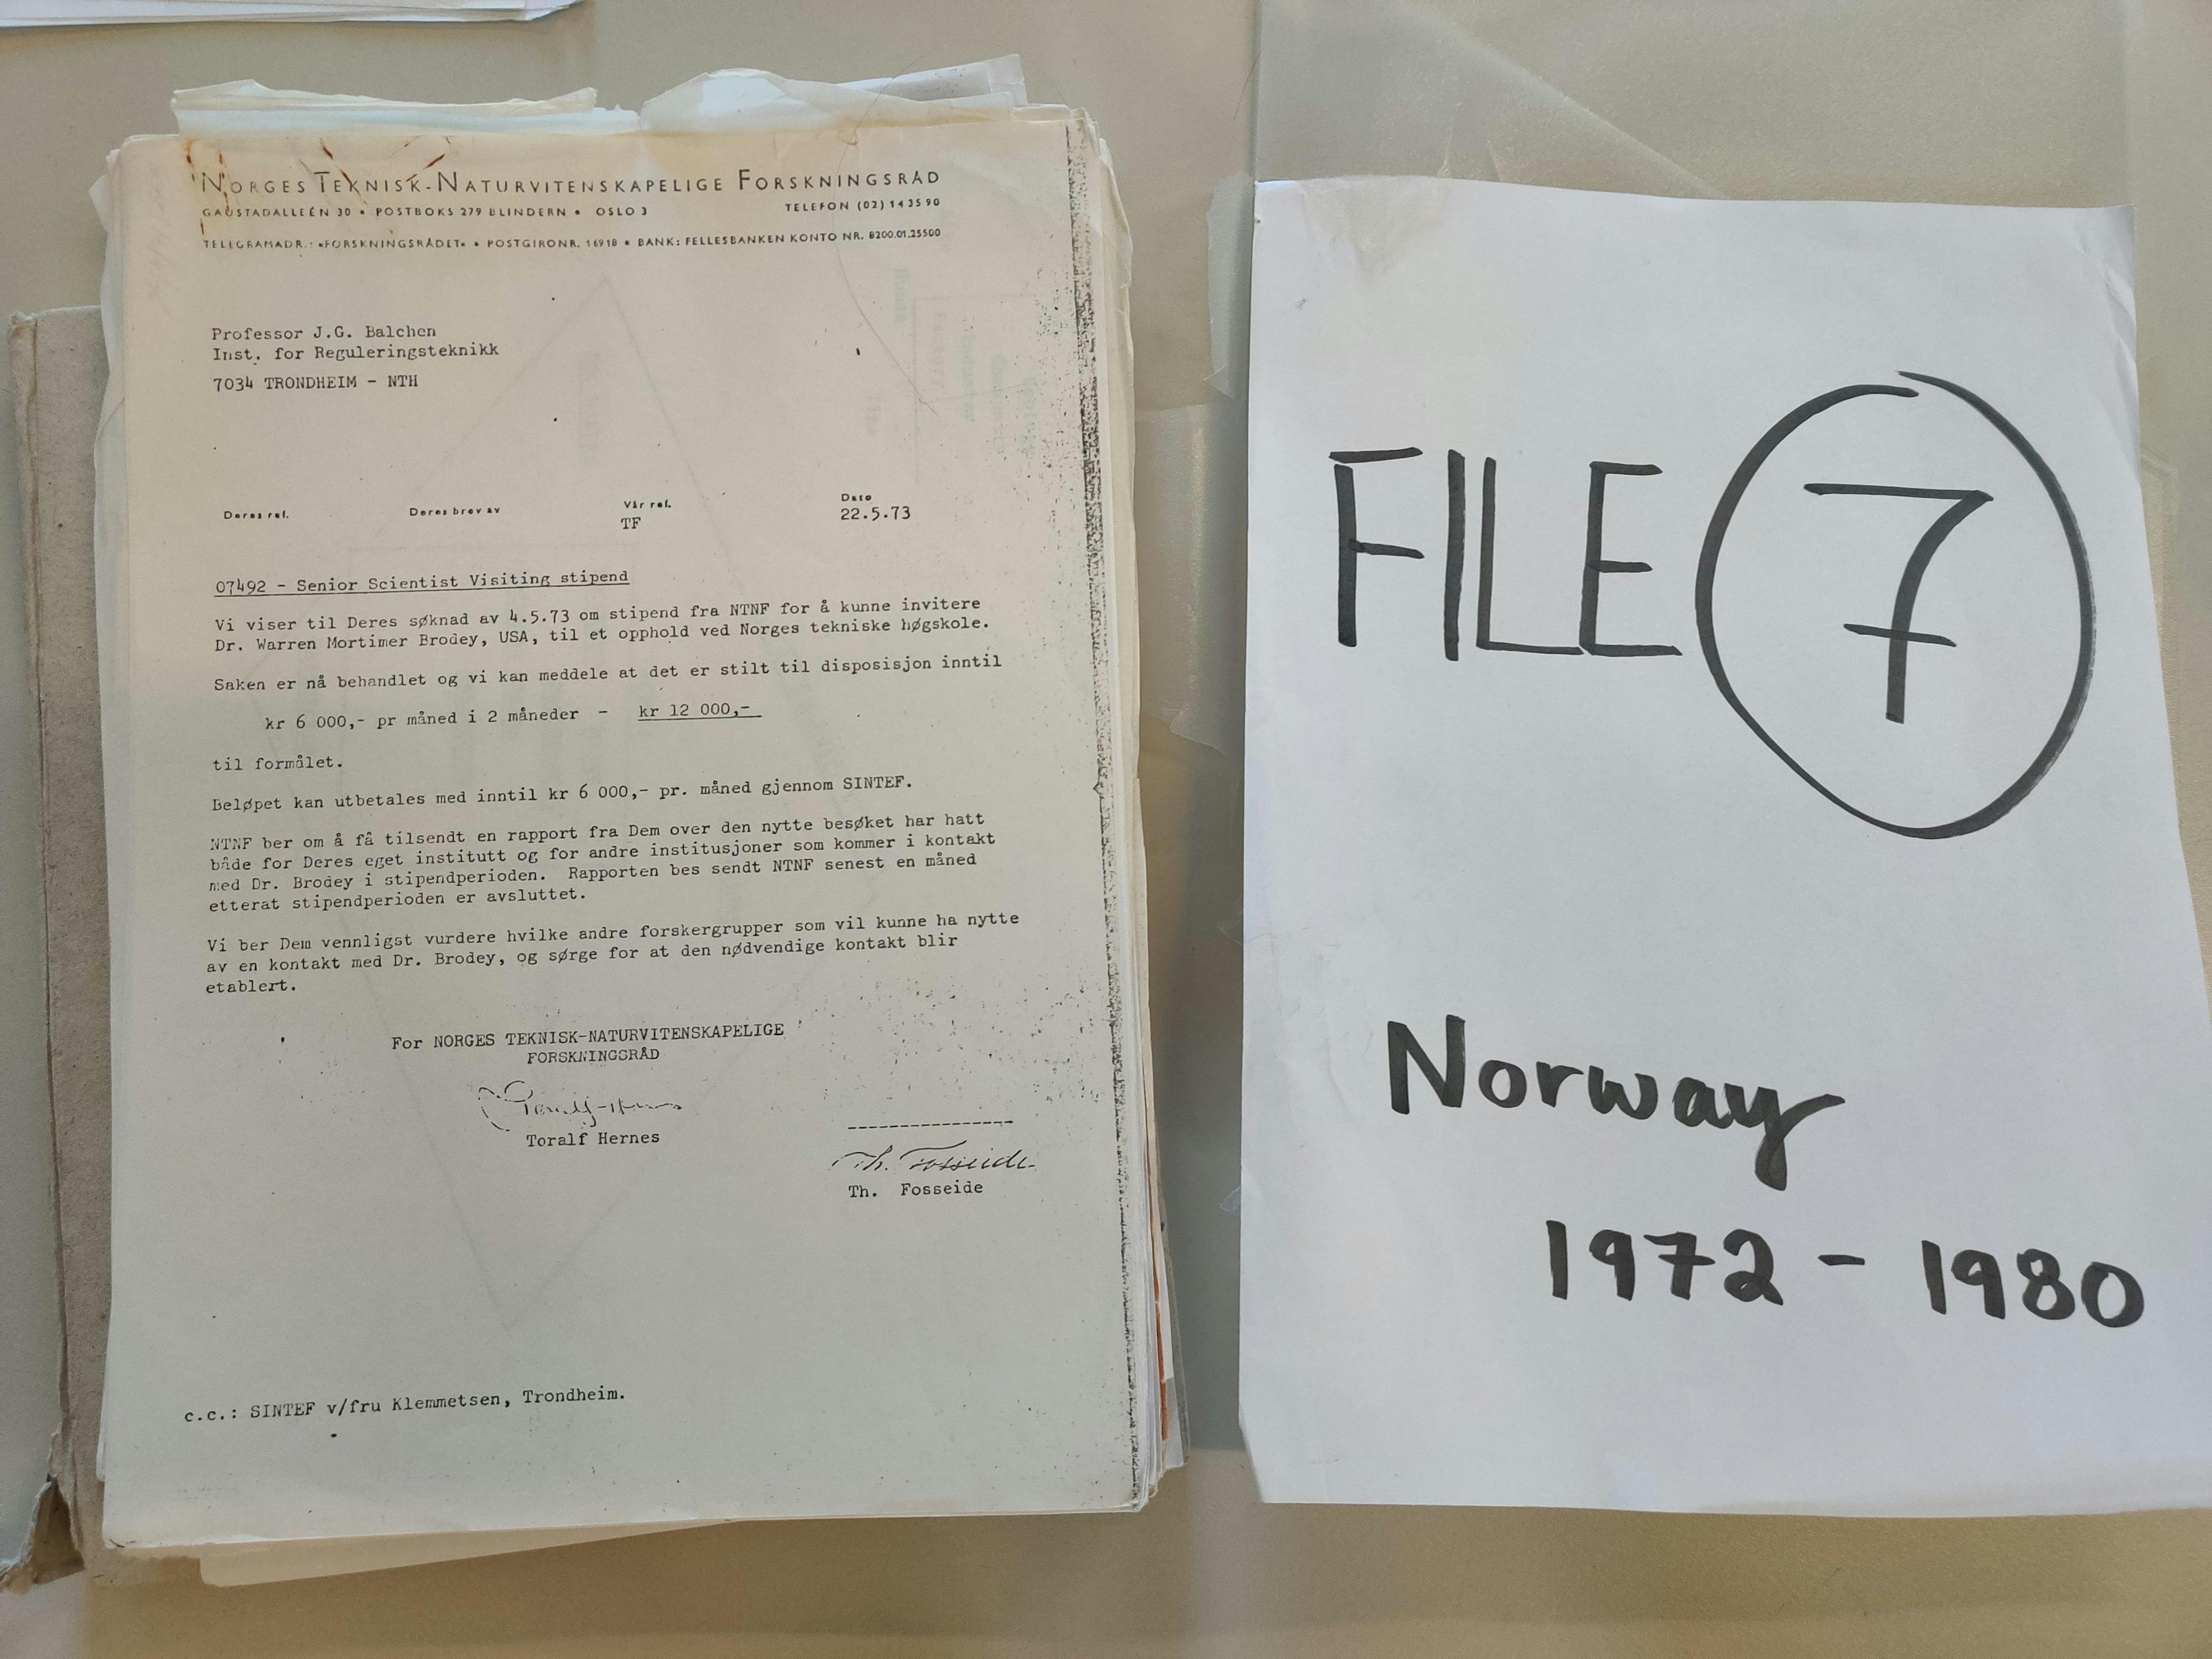 NORGES TEKNISK-NATURVITENSKAPELIGE FORSKNINGSRÅD
GAUSTADALLEÉN 30 • POSTBOKS 279 BLINDERN • OSLO 3 TELEFON (02) 14 35 90
TELEGRAMADR.: «FORSKNINGSRÅDET» • POSTGIRONR. 16918 • BANK: FELLESBANKEN KONTO NR. 8200.01.25500
Professor J.G. Balchen
Inst. for Reguleringsteknikk
7034 TRONDHEIM - NTH
Deres ref. Deres brev av Vår ref. Dato
TF 22.5.73
07492 - Senior Scientist Visiting stipend
Vi viser til Deres søknad av 4.5.73 om stipend fra NTNF for å kunne invitere
Dr. Warren Mortimer Brodey, USA, til et opphold ved Norges tekniske høgskole.
Saken er nå behandlet og vi kan meddele at det er stilt til disposisjon inntil
kr 6 000,- pr måned i 2 måneder - kr 12 000,-
til formålet.
Beløpet kan utbetales med inntil kr 6 000,- pr. måned gjennom SINTEF.
NTNF ber om å få tilsendt en rapport fra Dem over den nytte besøket har hatt
både for Deres eget institutt og for andre institusjoner som kommer i kontakt
med Dr. Brodey i stipendperioden. Rapporten bes sendt NTNF senest en måned
etterat stipendperioden er avsluttet.
Vi ber Dem vennligst vurdere hvilke andre forskergrupper som vil kunne ha nytte
av en kontakt med Dr. Brodey, og sørge for at den nødvendige kontakt blir
etablert.
For NORGES TEKNISK-NATURVITENSKAPELIGE
FORSKNINGSRÅD
Toralf Hernes
Th. Fosseide
Th. Fosseide
c.c.: SINTEF v/fru Klemmetsen, Trondheim.
FILE 7
Norway
1972 - 1980